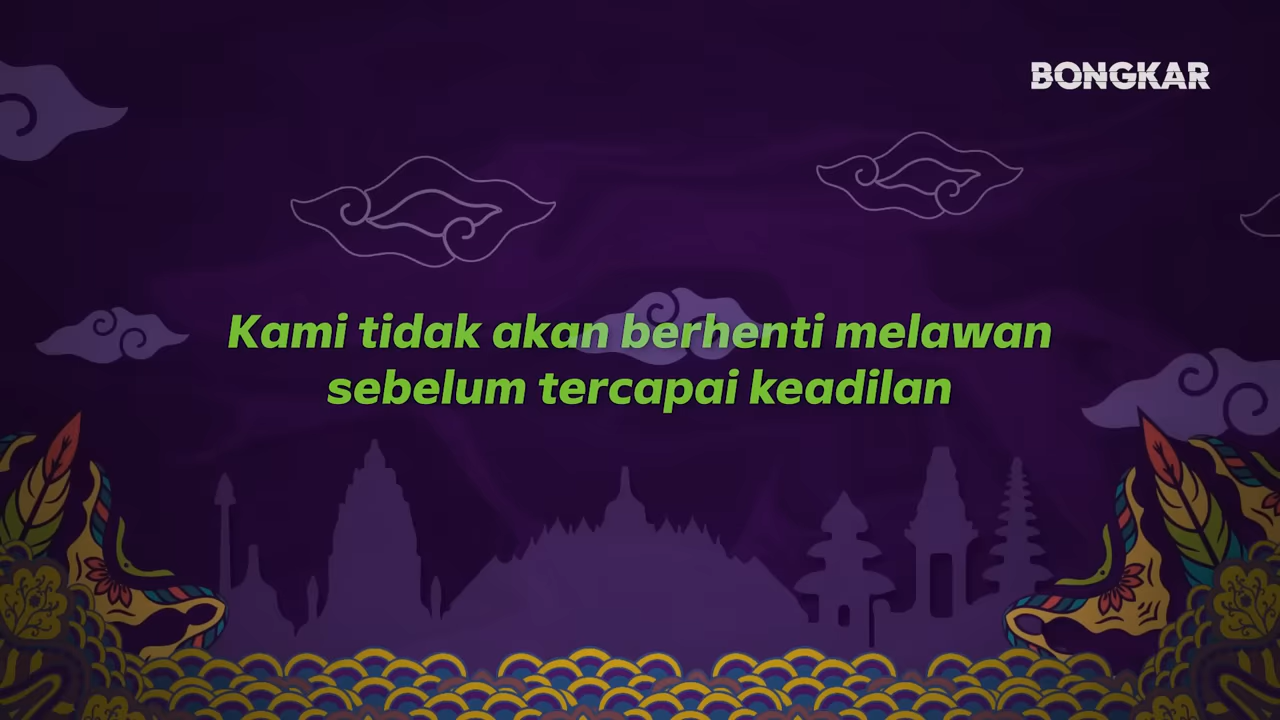 BONGKAR
Kami tidak akan berhenti melawan
sebelum tercapai keadilan